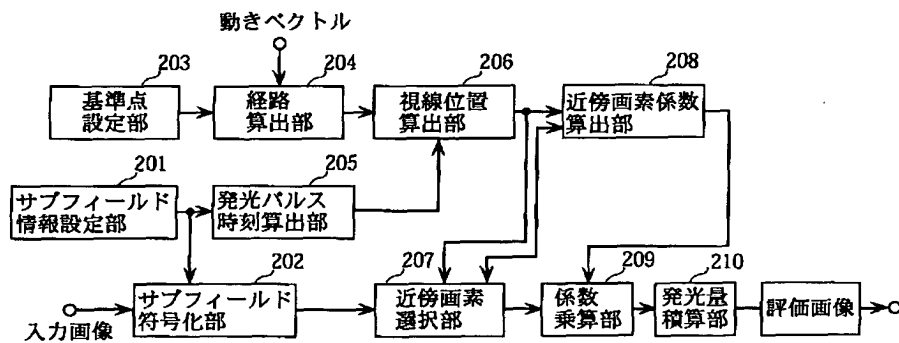 動きベクトル
203
204
206
208
基準点
設定部
経路
算出部
視線位置
算出部
近傍画素係数
算出部
201
205
サブフィールド
情報設定部
発光パルス
時刻算出部
202
207
209
210
サブフィールド
符号化部
近傍画素
選択部
係数
乗算部
発光量
積算部
評価画像
入力画像